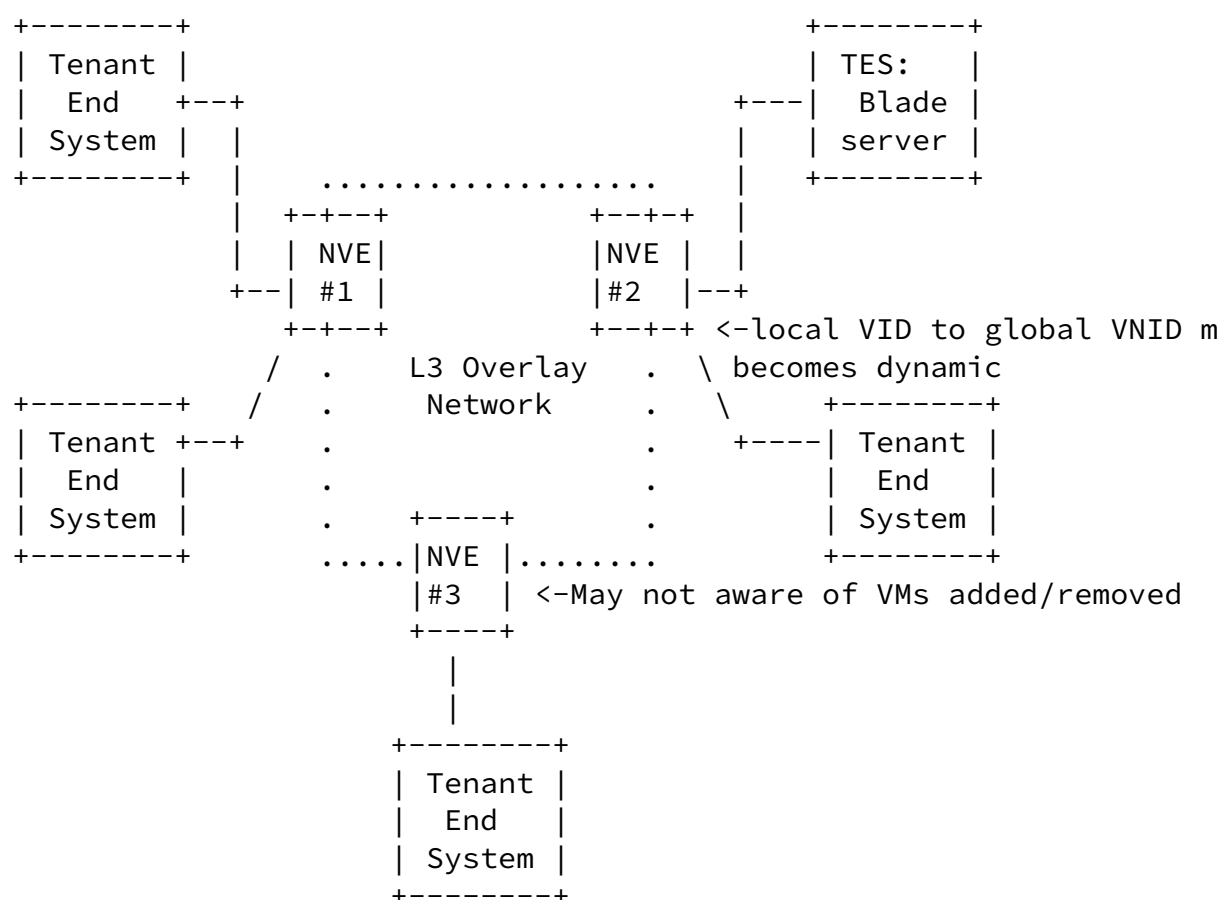 Tenant
End
System
TES:
Blade
server
NVE
#1
NVE
#2
<-local VID to global VNID m
becomes dynamic
L3 Overlay
Network
Tenant
End
System
Tenant
End
System
NVE
#3
<-May not aware of VMs added/removed
Tenant
End
System